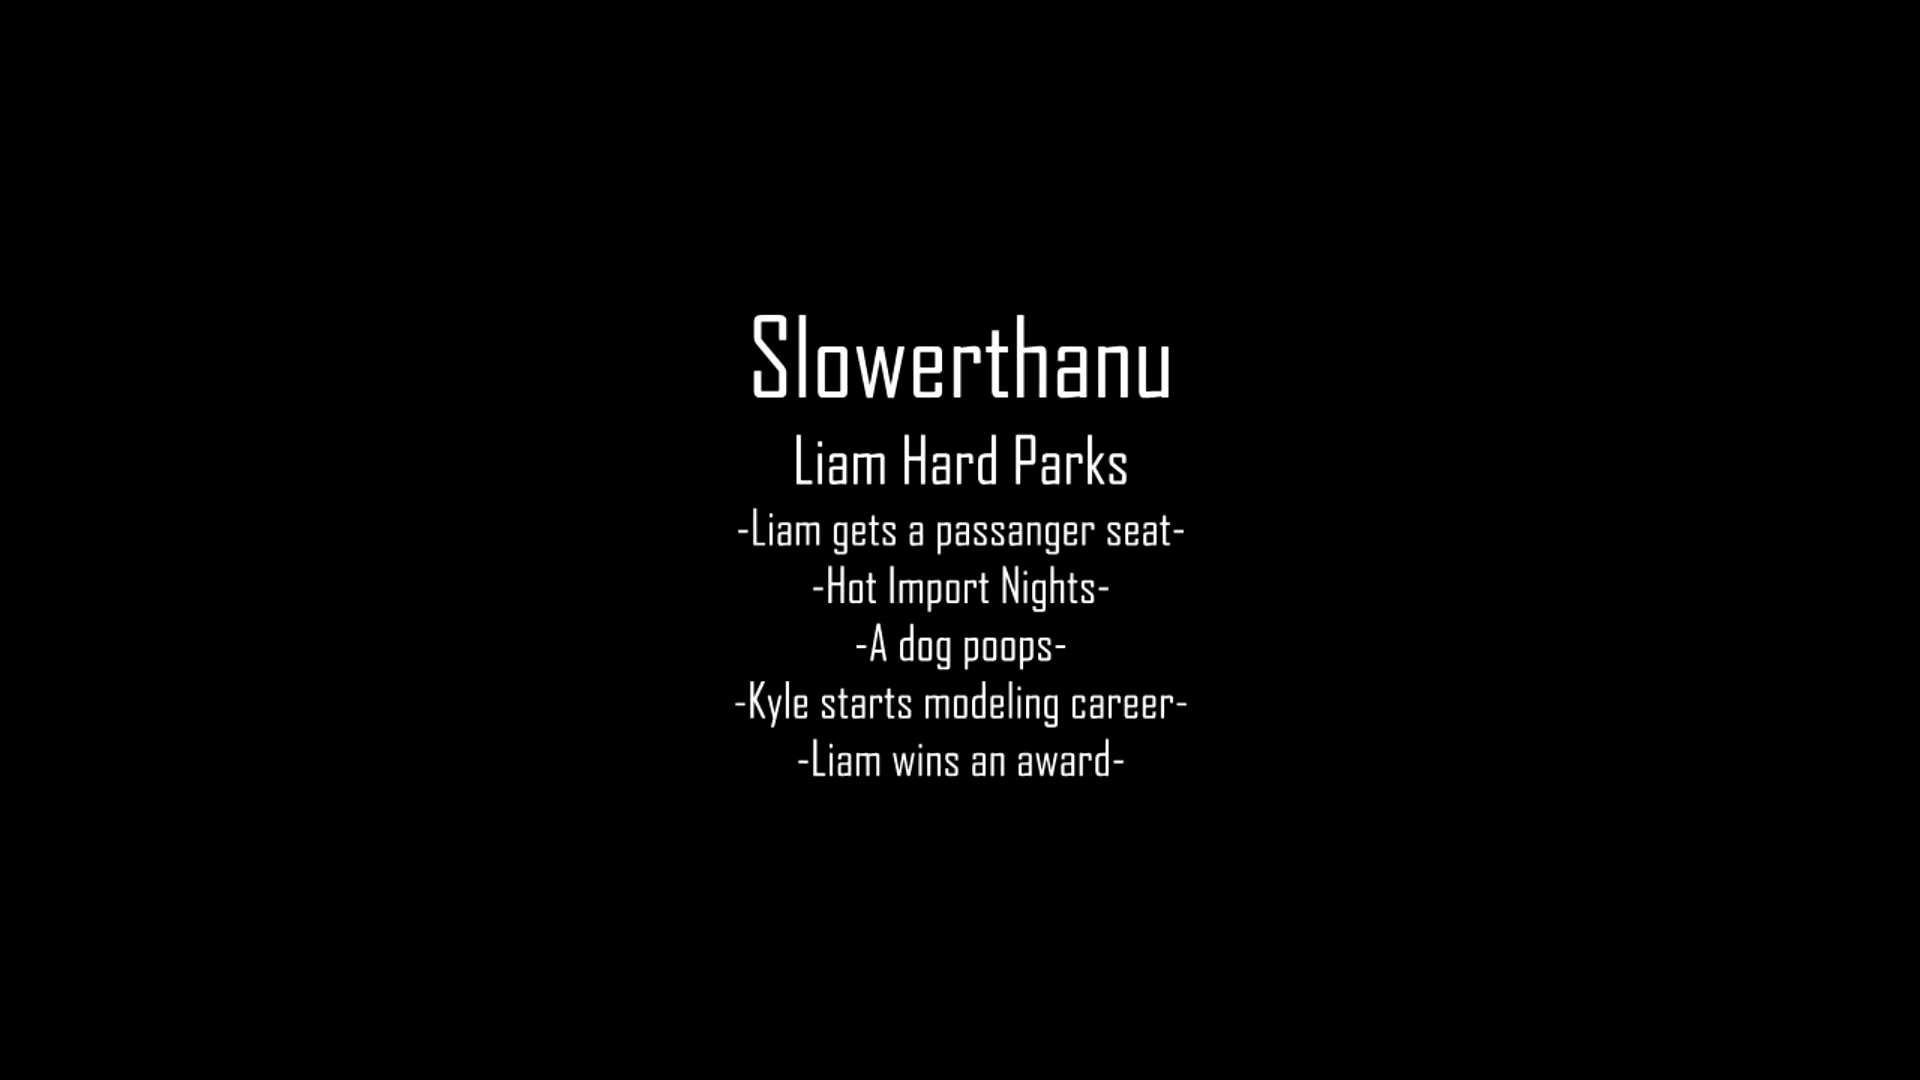 Slowerthanu
Liam Hard Parks
-Liam gets a passanger seat-
-Hot Import Nights-
-A dog poops-
-Kyle starts modeling career-
-Liam wins an award-